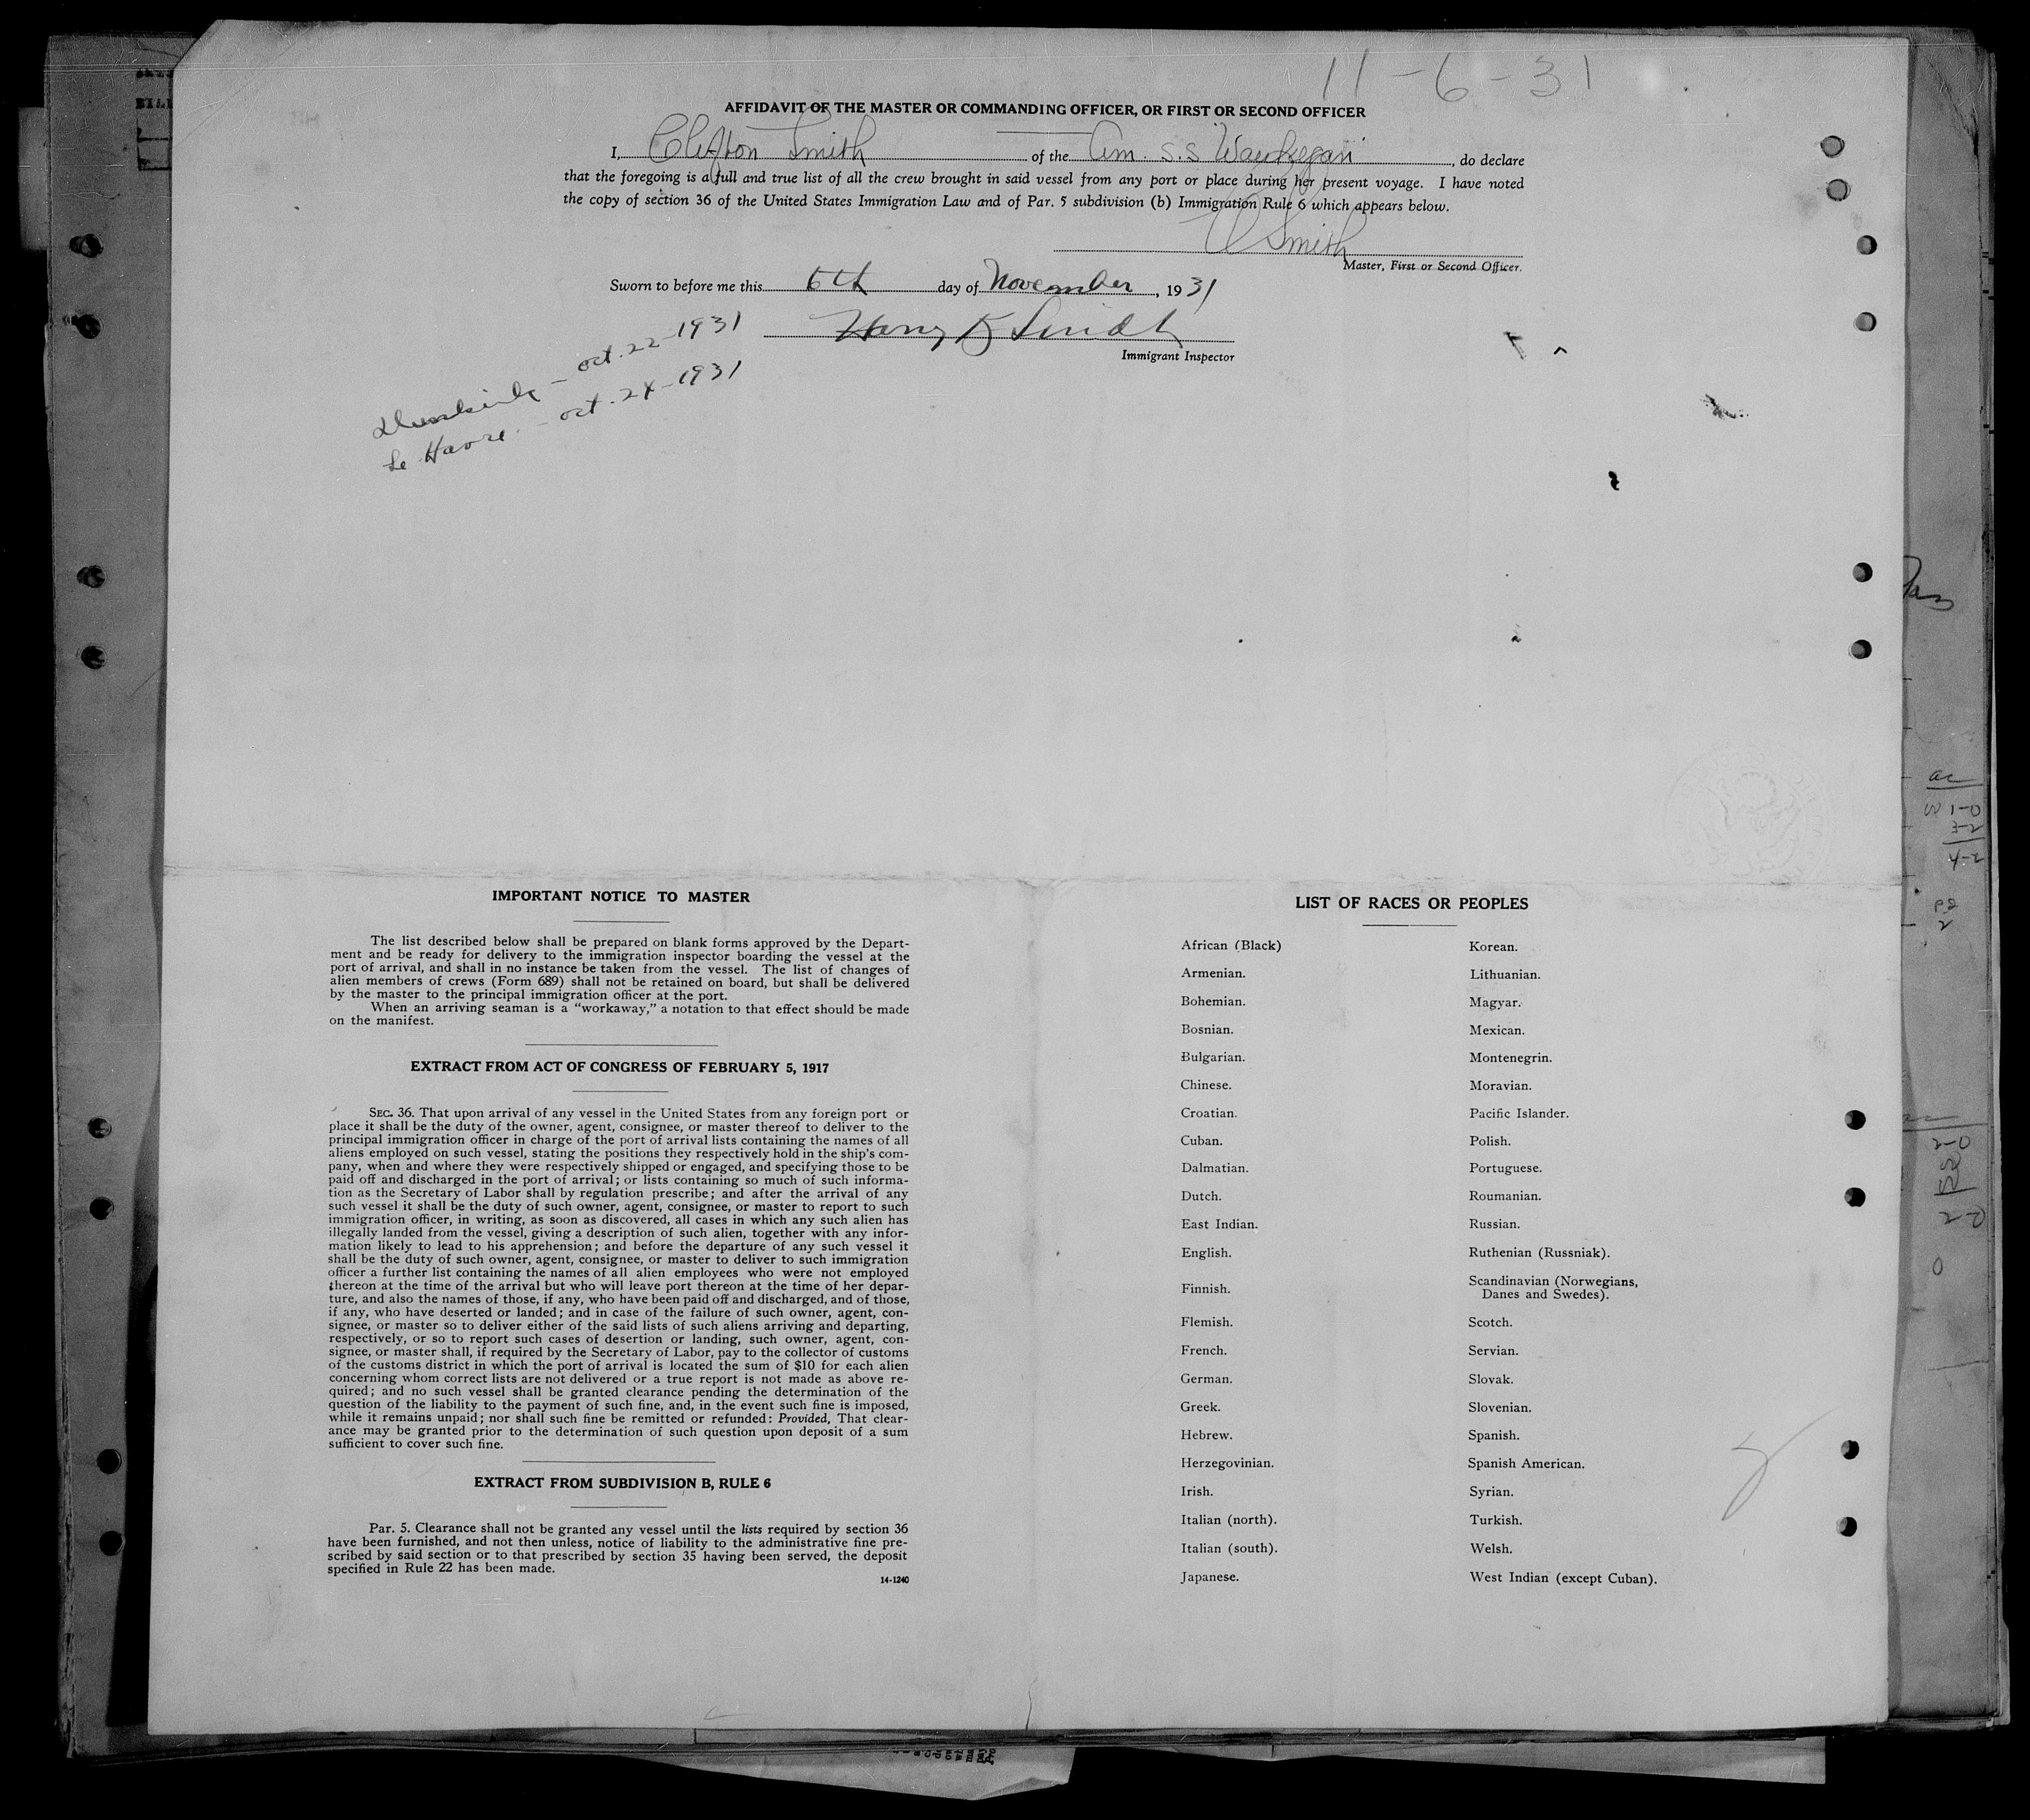 11-6-31
AFFIDAVIT OF THE MASTER OR COMMANDING OFFICER, OR FIRST OR SECOND OFFICER
I, Clifton Smith of the Am. S.S Waukegan, do declare
that the foregoing is a full and true list of all the crew brought in said vessel from any port or place during her present voyage. I have noted
the copy of section 36 of the United States Immigration Law and of Par. 5 subdivision (b) Immigration Rule 6 which appears below.
C Smith
Master, First or Second Officer.
Sworn to before me this 6th day of November, 1931
Immigrant Inspector
Dunkirk - oct. 22-1931
Le Havre. - oct. 24-1931
IMPORTANT NOTICE TO MASTER
The list described below shall be prepared on blank forms approved by the Depart-
ment and be ready for delivery to the immigration inspector boarding the vessel at the
port of arrival, and shall in no instance be taken from the vessel. The list of changes of
alien members of crews (Form 689) shall not be retained on board, but shall be delivered
by the master to the principal immigration officer at the port.
When an arriving seaman is a “workaway,” a notation to that effect should be made
on the manifest.
EXTRACT FROM ACT OF CONGRESS OF FEBRUARY 5, 1917
SEC. 36. That upon arrival of any vessel in the United States from any foreign port or
place it shall be the duty of the owner, agent, consignee, or master thereof to deliver to the
principal immigration officer in charge of the port of arrival lists containing the names of all
aliens employed on such vessel, stating the positions they respectively hold in the ship's com-
pany, when and where they were respectively shipped or engaged, and specifying those to be
paid off and discharged in the port of arrival; or lists containing so much of such informa-
tion as the Secretary of Labor shall by regulation prescribe; and after the arrival of any
such vessel it shall be the duty of such owner, agent, consignee, or master to report to such
immigration officer, in writing, as soon as discovered, all cases in which any such alien has
illegally landed from the vessel, giving a description of such alien, together with any infor-
mation likely to lead to his apprehension; and before the departure of any such vessel it
shall be the duty of such owner, agent, consignee, or master to deliver to such immigration
officer a further list containing the names of all alien employees who were not employed
thereon at the time of the arrival but who will leave port thereon at the time of her depar-
ture, and also the names of those, if any, who have been paid off and discharged, and of those,
if any, who have deserted or landed; and in case of the failure of such owner, agent, con-
signee, or master so to deliver either of the said lists of such aliens arriving and departing,
respectively, or so to report such cases of desertion or landing, such owner, agent, con-
signee, or master shall, if required by the Secretary of Labor, pay to the collector of customs
of the customs district in which the port of arrival is located the sum of $10 for each alien
concerning whom correct lists are not delivered or a true report is not made as above re-
quired; and no such vessel shall be granted clearance pending the determination of the
question of the liability to the payment of such fine, and, in the event such fine is imposed,
while it remains unpaid; nor shall such fine be remitted or refunded: Provided, That clear-
ance may be granted prior to the determination of such question upon deposit of a sum
sufficient to cover such fine.
EXTRACT FROM SUBDIVISION B, RULE 6
Par. 5. Clearance shall not be granted any vessel until the lists required by section 36
have been furnished, and not then unless, notice of liability to the administrative fine pre-
scribed by said section or to that prescribed by section 35 having been served, the deposit
specified in Rule 22 has been made.
14-1240
LIST OF RACES OR PEOPLES
African (Black)
Armenian.
Bohemian.
Bosnian.
Bulgarian.
Chinese.
Croatian.
Cuban.
Dalmatian.
Dutch.
East Indian.
English.
Finnish.
Flemish.
French.
German.
Greek.
Hebrew.
Herzegovinian.
Irish.
Italian (north).
Italian (south).
Japanese.
Korean.
Lithuanian.
Magyar.
Mexican.
Montenegrin.
Moravian.
Pacific Islander.
Polish.
Portuguese.
Roumanian.
Russian.
Ruthenian (Russniak).
Scandinavian (Norwegians,
Danes and Swedes).
Scotch.
Servian.
Slovak.
Slovenian.
Spanish.
Spanish American.
Syrian.
Turkish.
Welsh.
West Indian (except Cuban).